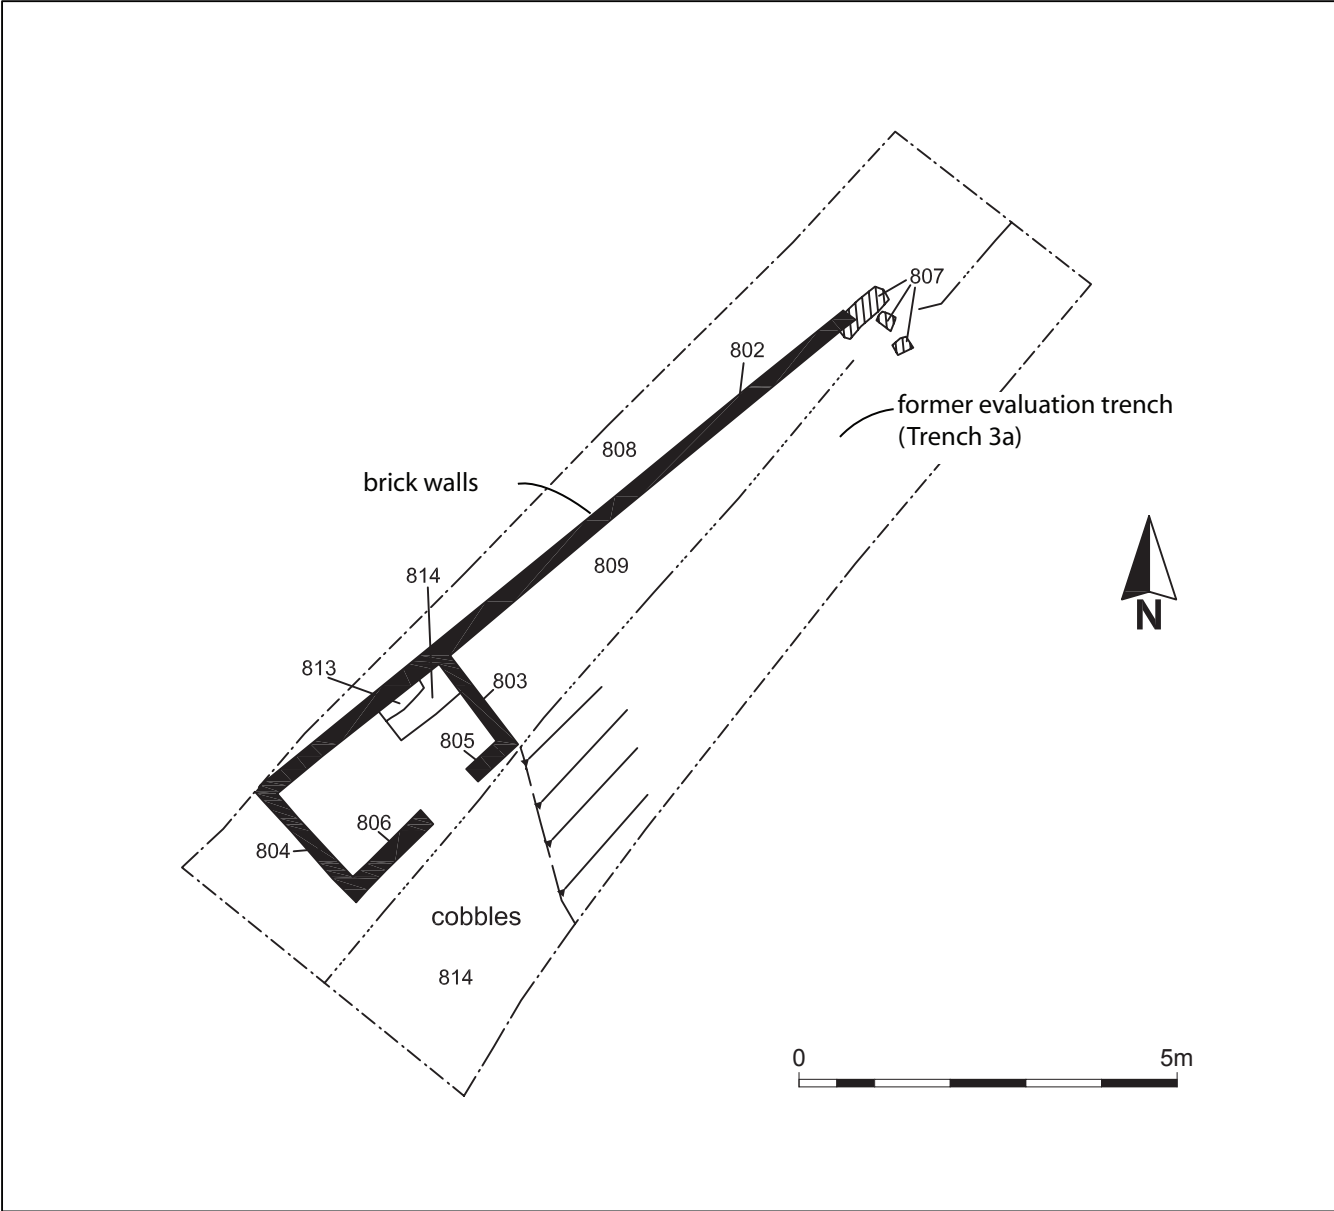 807
802
former evaluation trench
(Trench 3a)
808
brick walls
809
814
N
813
803
805
806
804
cobbles
814
0 5m